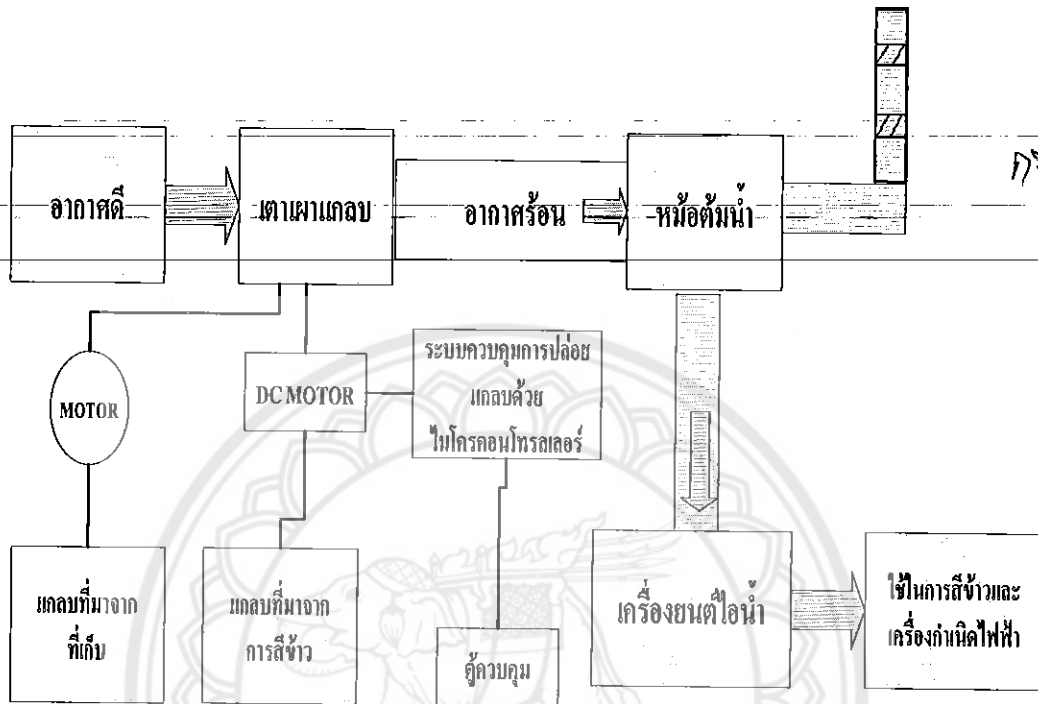 อากาศดี
เตาเผาแกลบ
อากาศร้อน
หม้อต้มน้ำ
MOTOR
DC MOTOR
ระบบควบคุมการปล่อย
แกลบด้วย
ไมโครคอนโทรลเลอร์
แกลบที่มาจาก
ที่เก็บ
แกลบที่มาจาก
การสีข้าว
ตู้ควบคุม
เครื่องยนต์ไอน้ำ
ใช้ในการสีข้าวและ
เครื่องกำเนิดไฟฟ้า